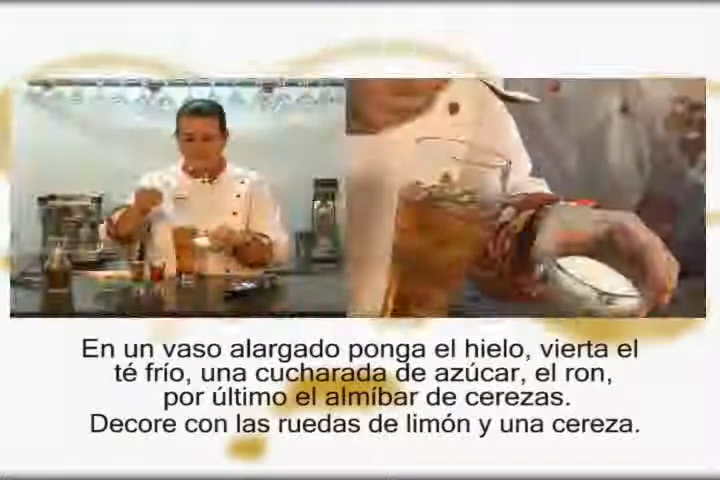 En un vaso alargado ponga el hielo, vierta el
té frío, una cucharada de azúcar, el ron,
por último el almíbar de cerezas.
Decore con las ruedas de limón y una cereza.